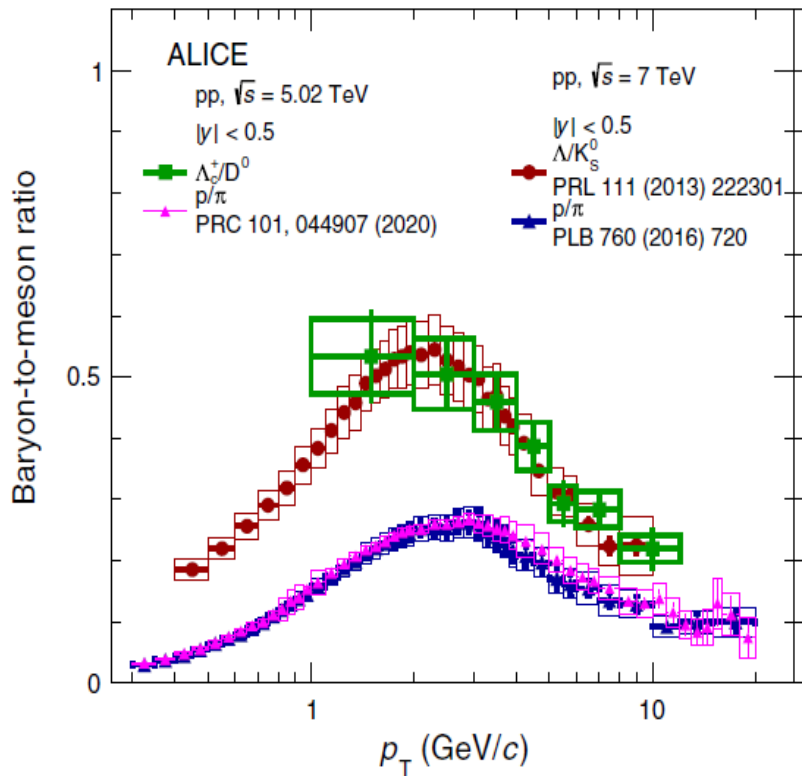 ALICE
pp, √s = 5.02 TeV
|y| < 0.5
Λc+/D0
p/π
PRC 101, 044907 (2020)
pp, √s = 7 TeV
|y| < 0.5
Λ/KS0
PRL 111 (2013) 222301
p/π
PLB 760 (2016) 720
Baryon-to-meson ratio
1
0.5
0
1
10
pT (GeV/c)